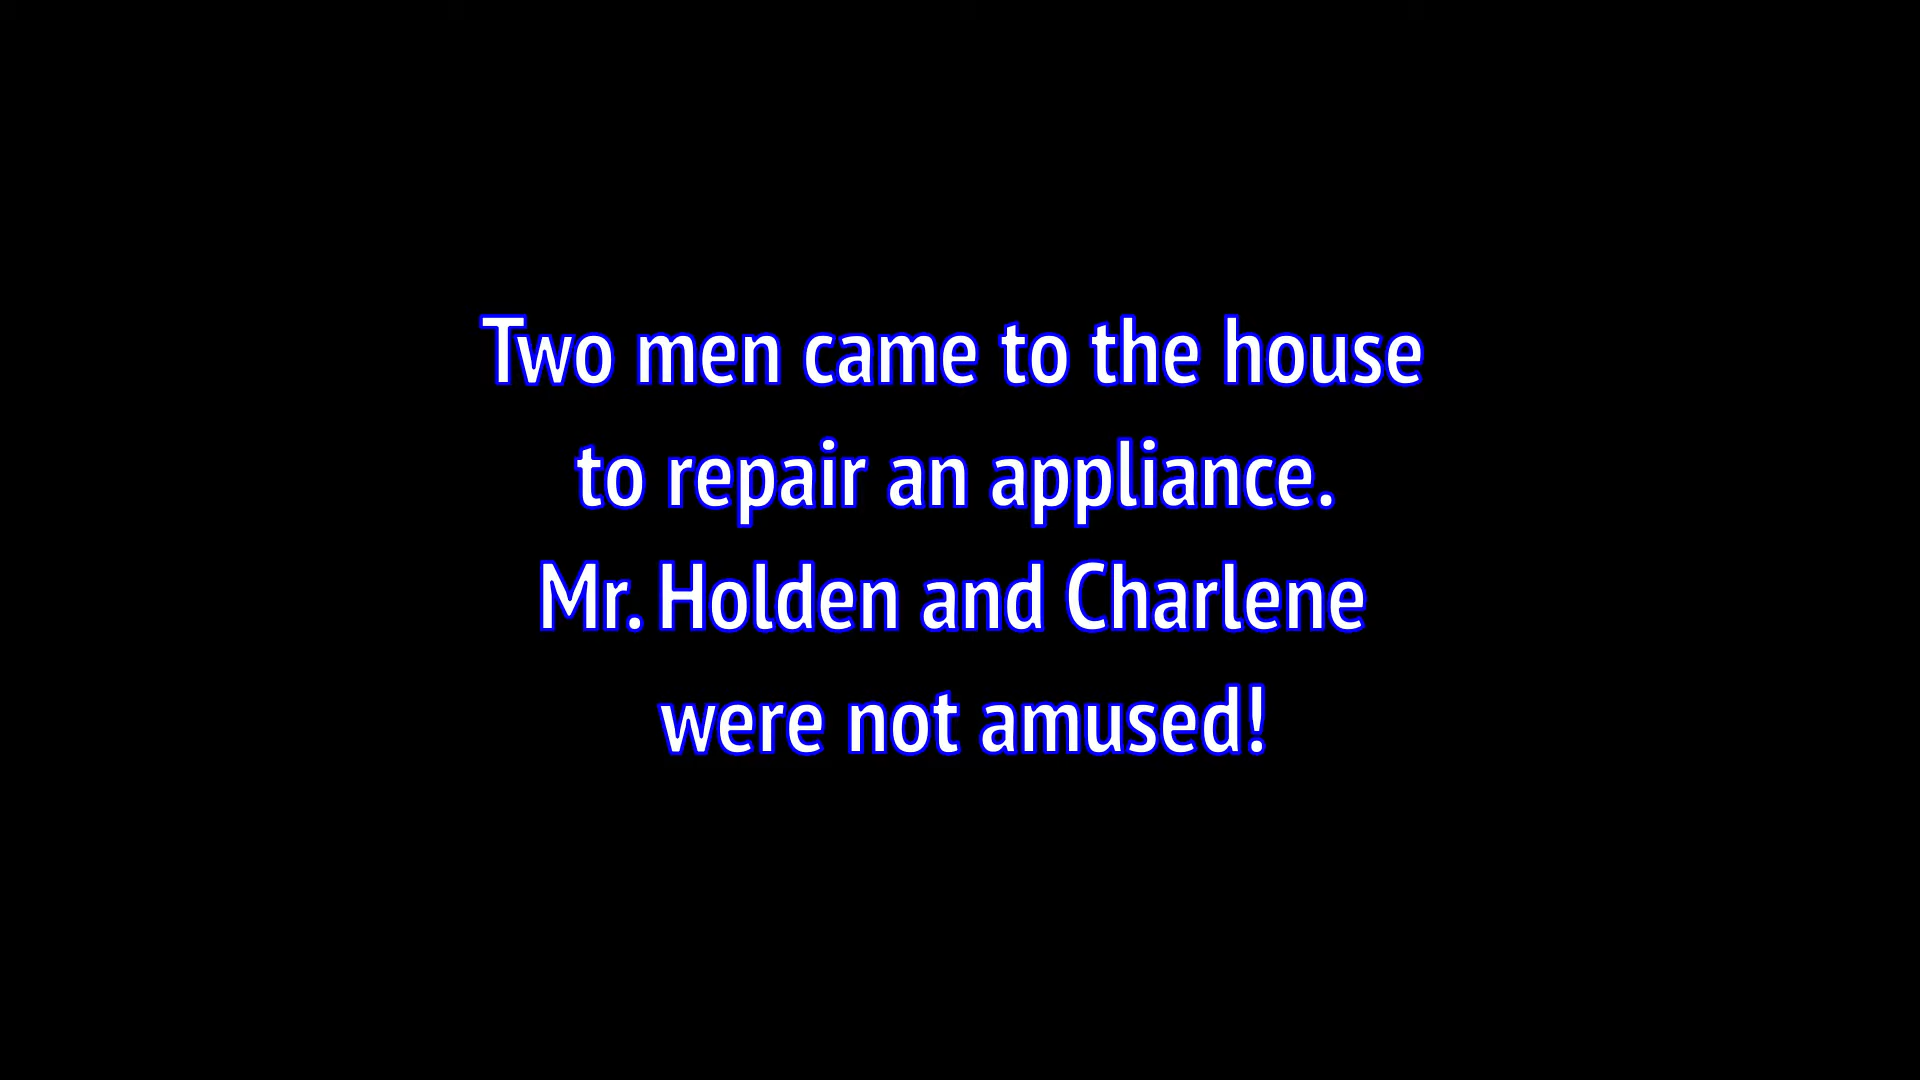 Two men came to the house
to repair an appliance.
Mr. Holden and Charlene
were not amused!